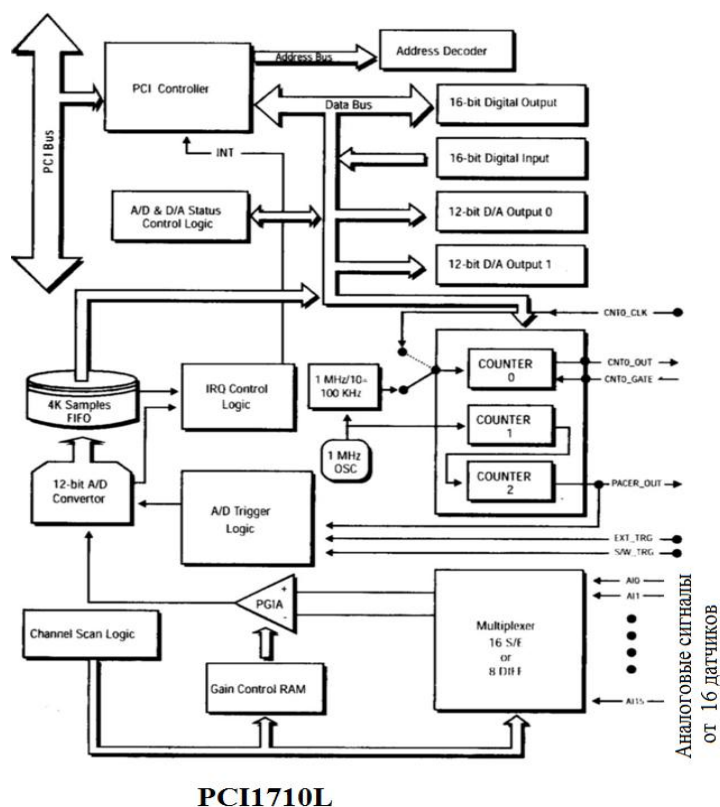 PCI Bus
PCI Controller
Address Bus
Address Decoder
Data Bus
16-bit Digital Output
16-bit Digital Input
INT
A/D & D/A Status
Control Logic
12-bit D/A Output 0
12-bit D/A Output 1
CNT0_CLK
4K Samples
FIFO
IRQ Control
Logic
1 MHz/10=
100 KHz
COUNTER
0
CNT0_OUT
CNT0_GATE
COUNTER
1
1 MHz
OSC
COUNTER
2
PACER_OUT
12-bit A/D
Convertor
A/D Trigger
Logic
EXT_TRG
S/W_TRG
PGIA
+
-
Multiplexer
16 S/E
or
8 DIFF
AI0
AI1
AI15
Channel Scan Logic
Gain Control RAM
Аналоговые сигналы
от 16 датчиков
PCI1710L